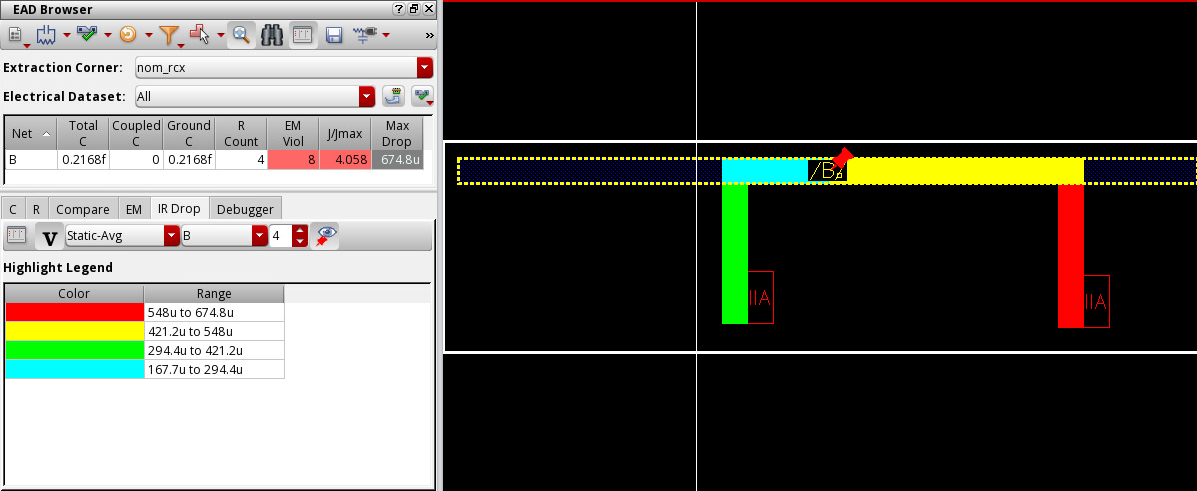 EAD Browser
»
Extraction Corner: nom_rcx
Electrical Dataset: All
Net Total C Coupled C Ground C R Count EM Viol J/Jmax Max Drop
B 0.2168f 0 0.2168f 4 8 4.058 674.8u
C R Compare EM IR Drop Debugger
V Static-Avg B 4
Highlight Legend
Color Range
548u to 674.8u
421.2u to 548u
294.4u to 421.2u
167.7u to 294.4u
/B
IIA
IIA